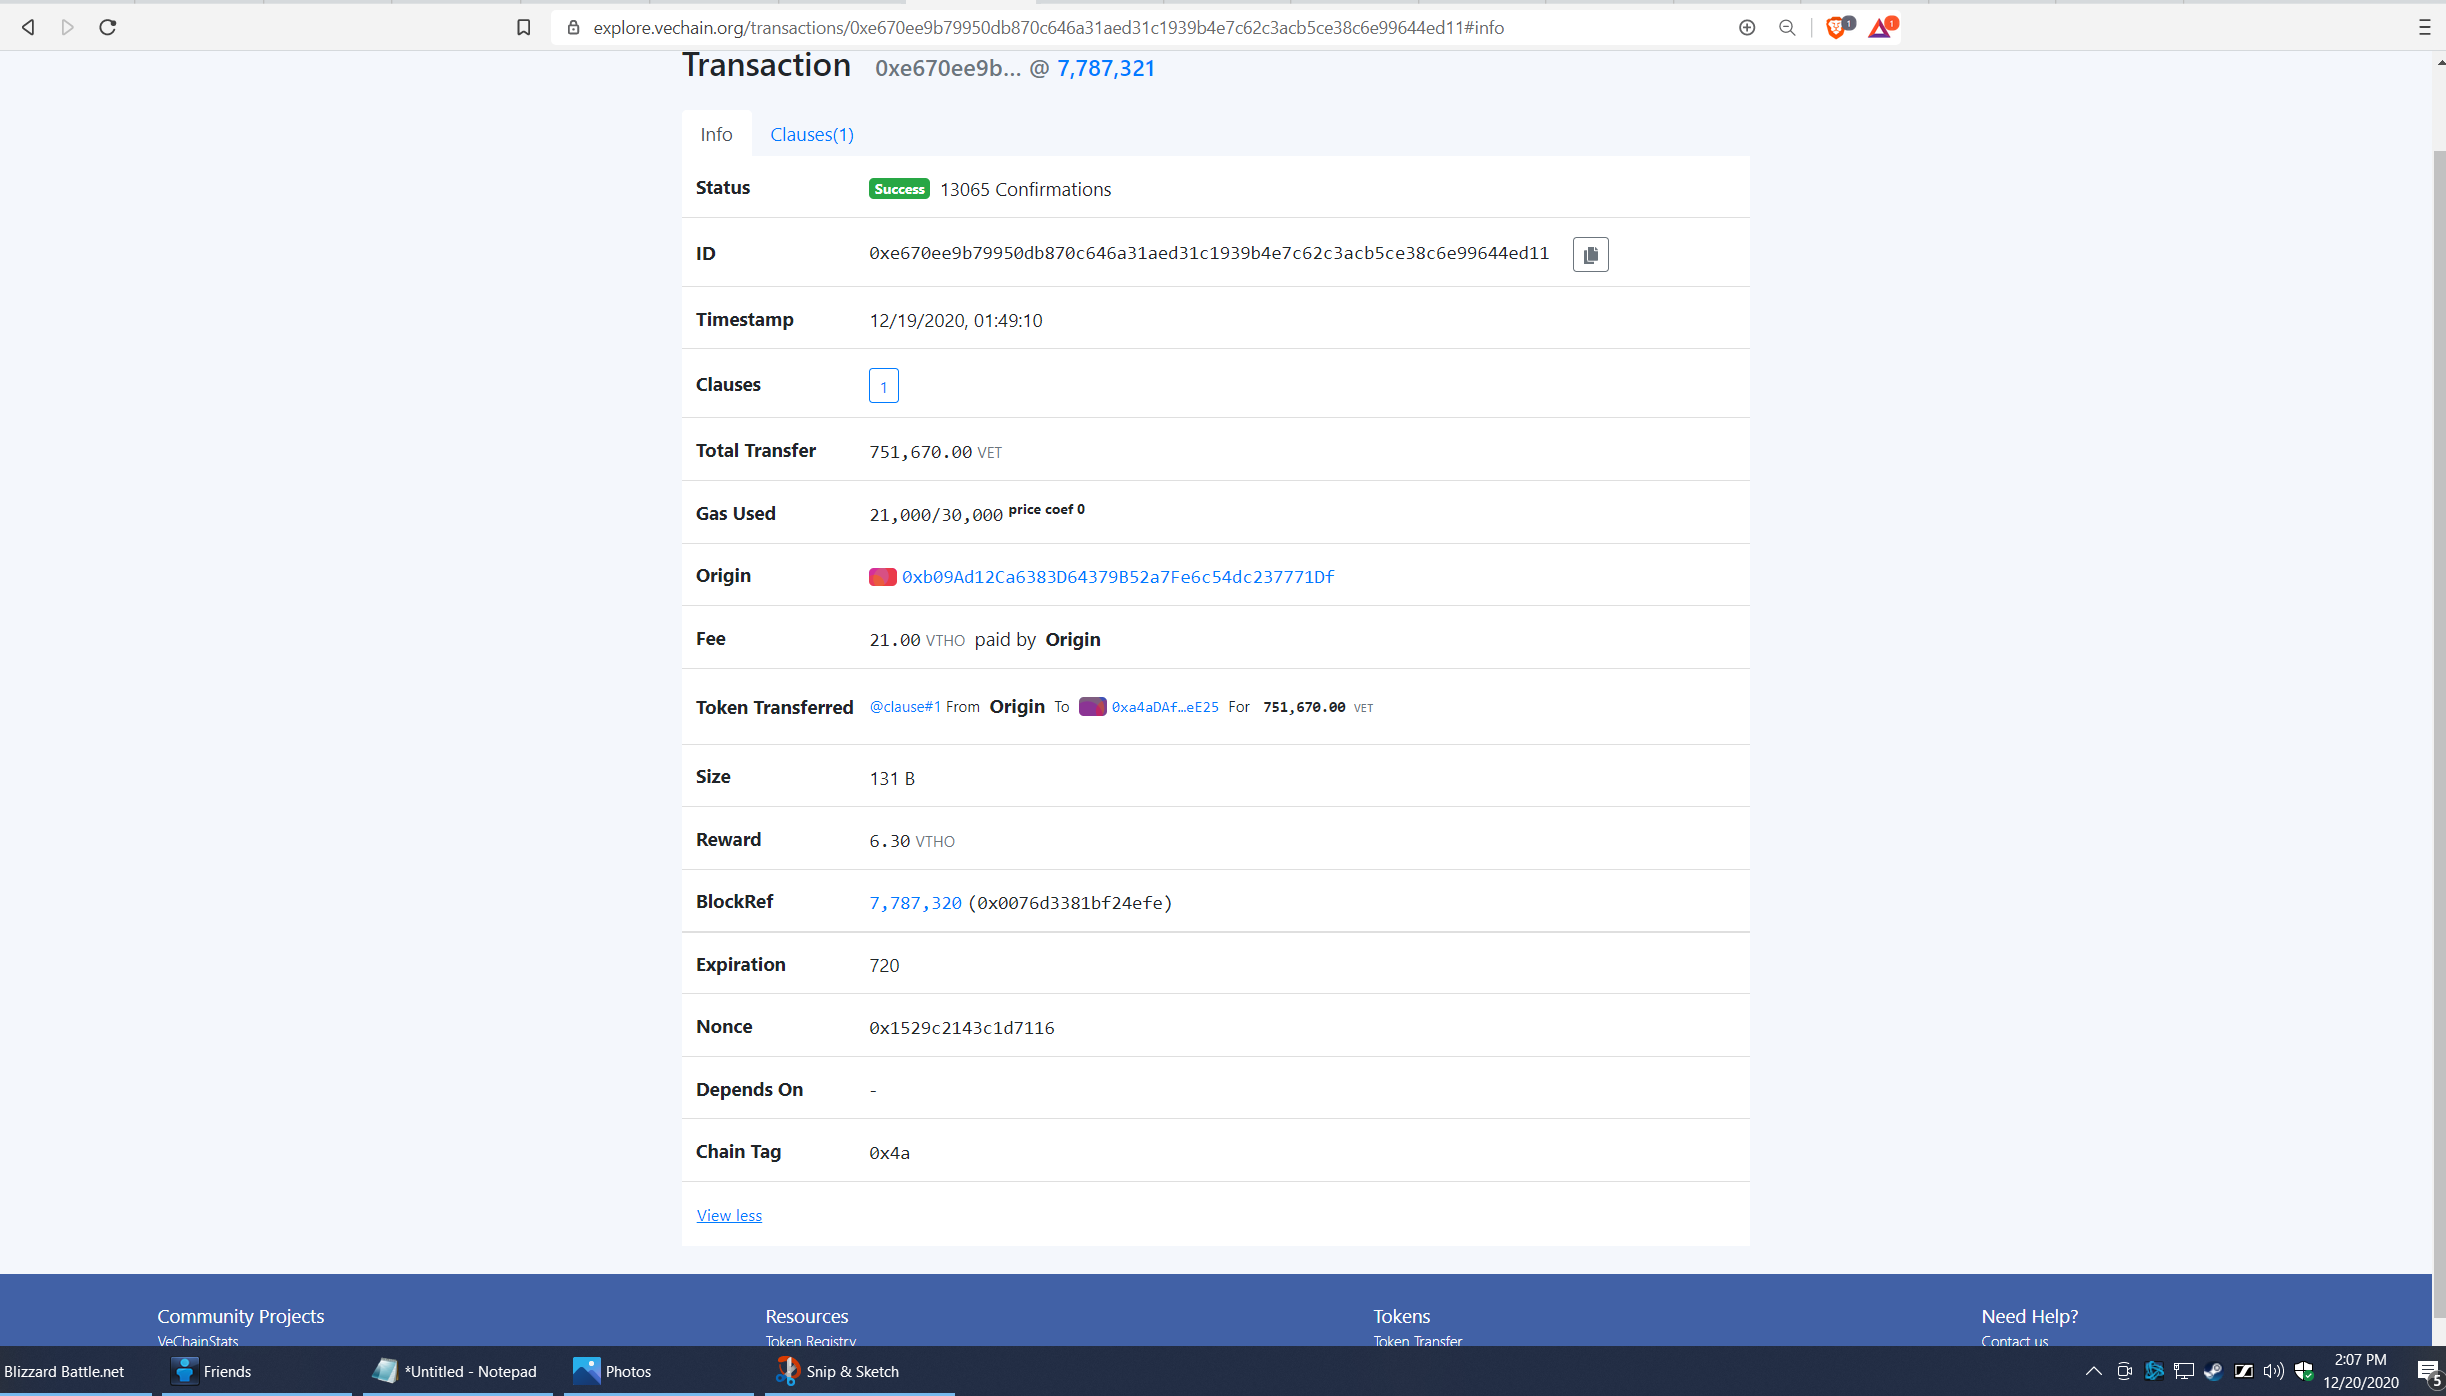 explore.vechain.org/transactions/0xe670ee9b79950db870c646a31aed31c1939b4e7c62c3acb5ce38c6e99644ed11#info
1
1
Transaction 0xe670ee9b... @ 7,787,321
Info Clauses(1)
Status Success 13065 Confirmations
ID 0xe670ee9b79950db870c646a31aed31c1939b4e7c62c3acb5ce38c6e99644ed11
Timestamp 12/19/2020, 01:49:10
Clauses 1
Total Transfer 751,670.00 VET
Gas Used 21,000/30,000 price coef 0
Origin 0xb09Ad12Ca6383D64379B52a7Fe6c54dc237771Df
Fee 21.00 VTHO paid by Origin
Token Transferred @clause#1 From Origin To 0xa4aDAf…eE25 For 751,670.00 VET
Size 131 B
Reward 6.30 VTHO
BlockRef 7,787,320 (0x0076d3381bf24efe)
Expiration 720
Nonce 0x1529c2143c1d7116
Depends On -
Chain Tag 0x4a
View less
Community Projects Resources Tokens Need Help?
VeChainStats Token Registry Token Transfer Contact us
Blizzard Battle.net Friends *Untitled - Notepad Photos Snip & Sketch 2:07 PM
12/20/2020 5